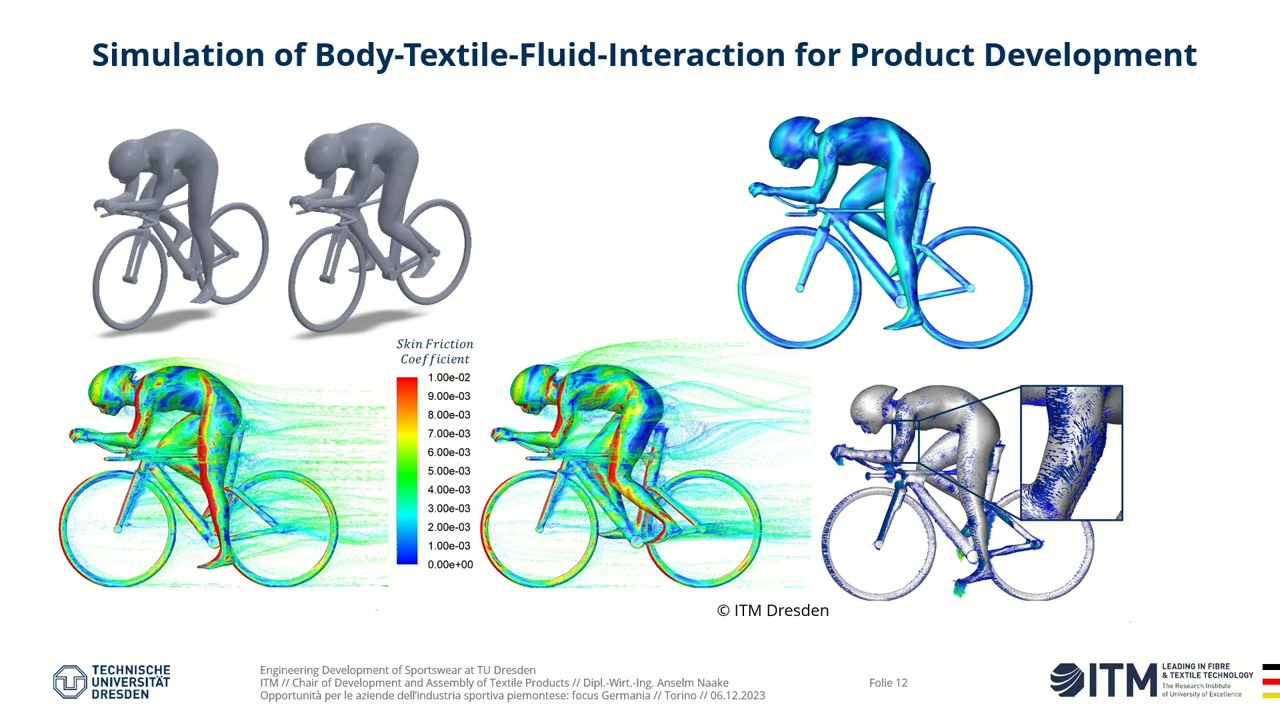 Simulation of Body-Textile-Fluid-Interaction for Product Development
Skin Friction
Coefficient
1.00e-02
9.00e-03
8.00e-03
7.00e-03
6.00e-03
5.00e-03
4.00e-03
3.00e-03
2.00e-03
1.00e-03
0.00e+00
© ITM Dresden
TECHNISCHE
UNIVERSITÄT
DRESDEN
Engineering Development of Sportswear at TU Dresden
ITM // Chair of Development and Assembly of Textile Products // Dipl.-Wirt.-Ing. Anselm Naake
Opportunità per le aziende dell'industria sportiva piemontese: focus Germania // Torino // 06.12.2023
Folie 12
ITM
LEADING IN FIBRE
& TEXTILE TECHNOLOGY
The Research Institute
of University of Excellence